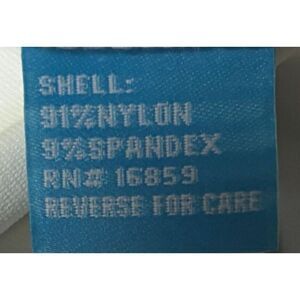 SHELL:
91%NYLON
9%SPANDEX
RN# 16859
REVERSE FOR CARE